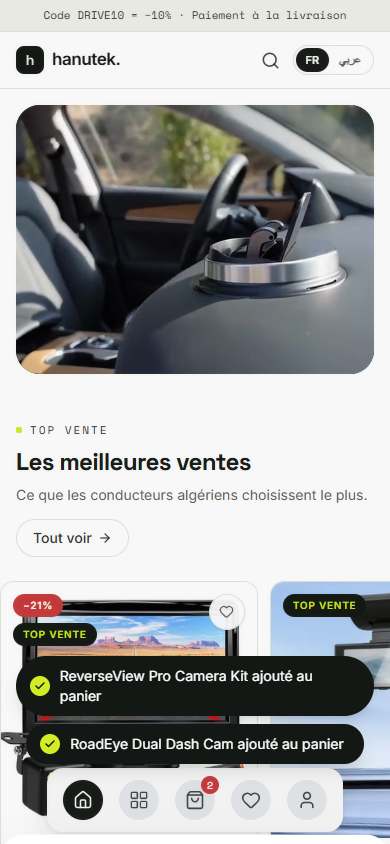 Code DRIVE10 = −10% · Paiement à la livraison
h hanutek.
FR عربي
TOP VENTE
Les meilleures ventes
Ce que les conducteurs algériens choisissent le plus.
Tout voir →
−21%
TOP VENTE
TOP VENTE
ReverseView Pro Camera Kit ajouté au
panier
RoadEye Dual Dash Cam ajouté au panier
2